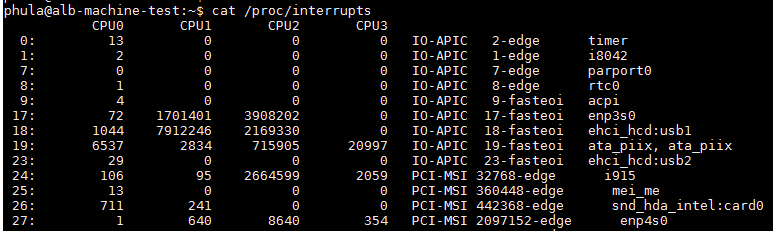 phula@alb-machine-test:~$ cat /proc/interrupts
CPU0 CPU1 CPU2 CPU3
0: 13 0 0 0 IO-APIC 2-edge timer
1: 2 0 0 0 IO-APIC 1-edge i8042
7: 0 0 0 0 IO-APIC 7-edge parport0
8: 1 0 0 0 IO-APIC 8-edge rtc0
9: 4 0 0 0 IO-APIC 9-fasteoi acpi
17: 72 1701401 3908202 0 IO-APIC 17-fasteoi enp3s0
18: 1044 7912246 2169330 0 IO-APIC 18-fasteoi ehci_hcd:usb1
19: 6537 2834 715905 20997 IO-APIC 19-fasteoi ata_piix, ata_piix
23: 29 0 0 0 IO-APIC 23-fasteoi ehci_hcd:usb2
24: 106 95 2664599 2059 PCI-MSI 32768-edge i915
25: 13 0 0 0 PCI-MSI 360448-edge mei_me
26: 711 241 0 0 PCI-MSI 442368-edge snd_hda_intel:card0
27: 1 640 8640 354 PCI-MSI 2097152-edge enp4s0